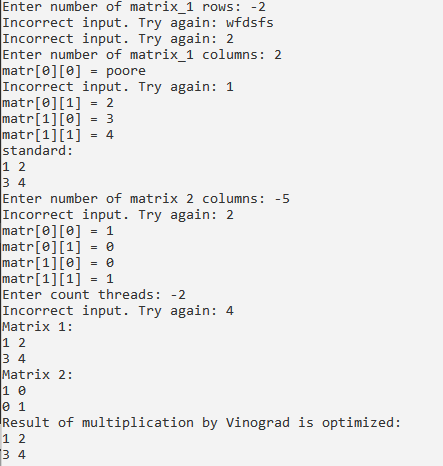 Enter number of matrix_1 rows: -2
Incorrect input. Try again: wfdsfs
Incorrect input. Try again: 2
Enter number of matrix_1 columns: 2
matr[0][0] = poore
Incorrect input. Try again: 1
matr[0][1] = 2
matr[1][0] = 3
matr[1][1] = 4
standard:
1 2
3 4
Enter number of matrix 2 columns: -5
Incorrect input. Try again: 2
matr[0][0] = 1
matr[0][1] = 0
matr[1][0] = 0
matr[1][1] = 1
Enter count threads: -2
Incorrect input. Try again: 4
Matrix 1:
1 2
3 4
Matrix 2:
1 0
0 1
Result of multiplication by Vinograd is optimized:
1 2
3 4